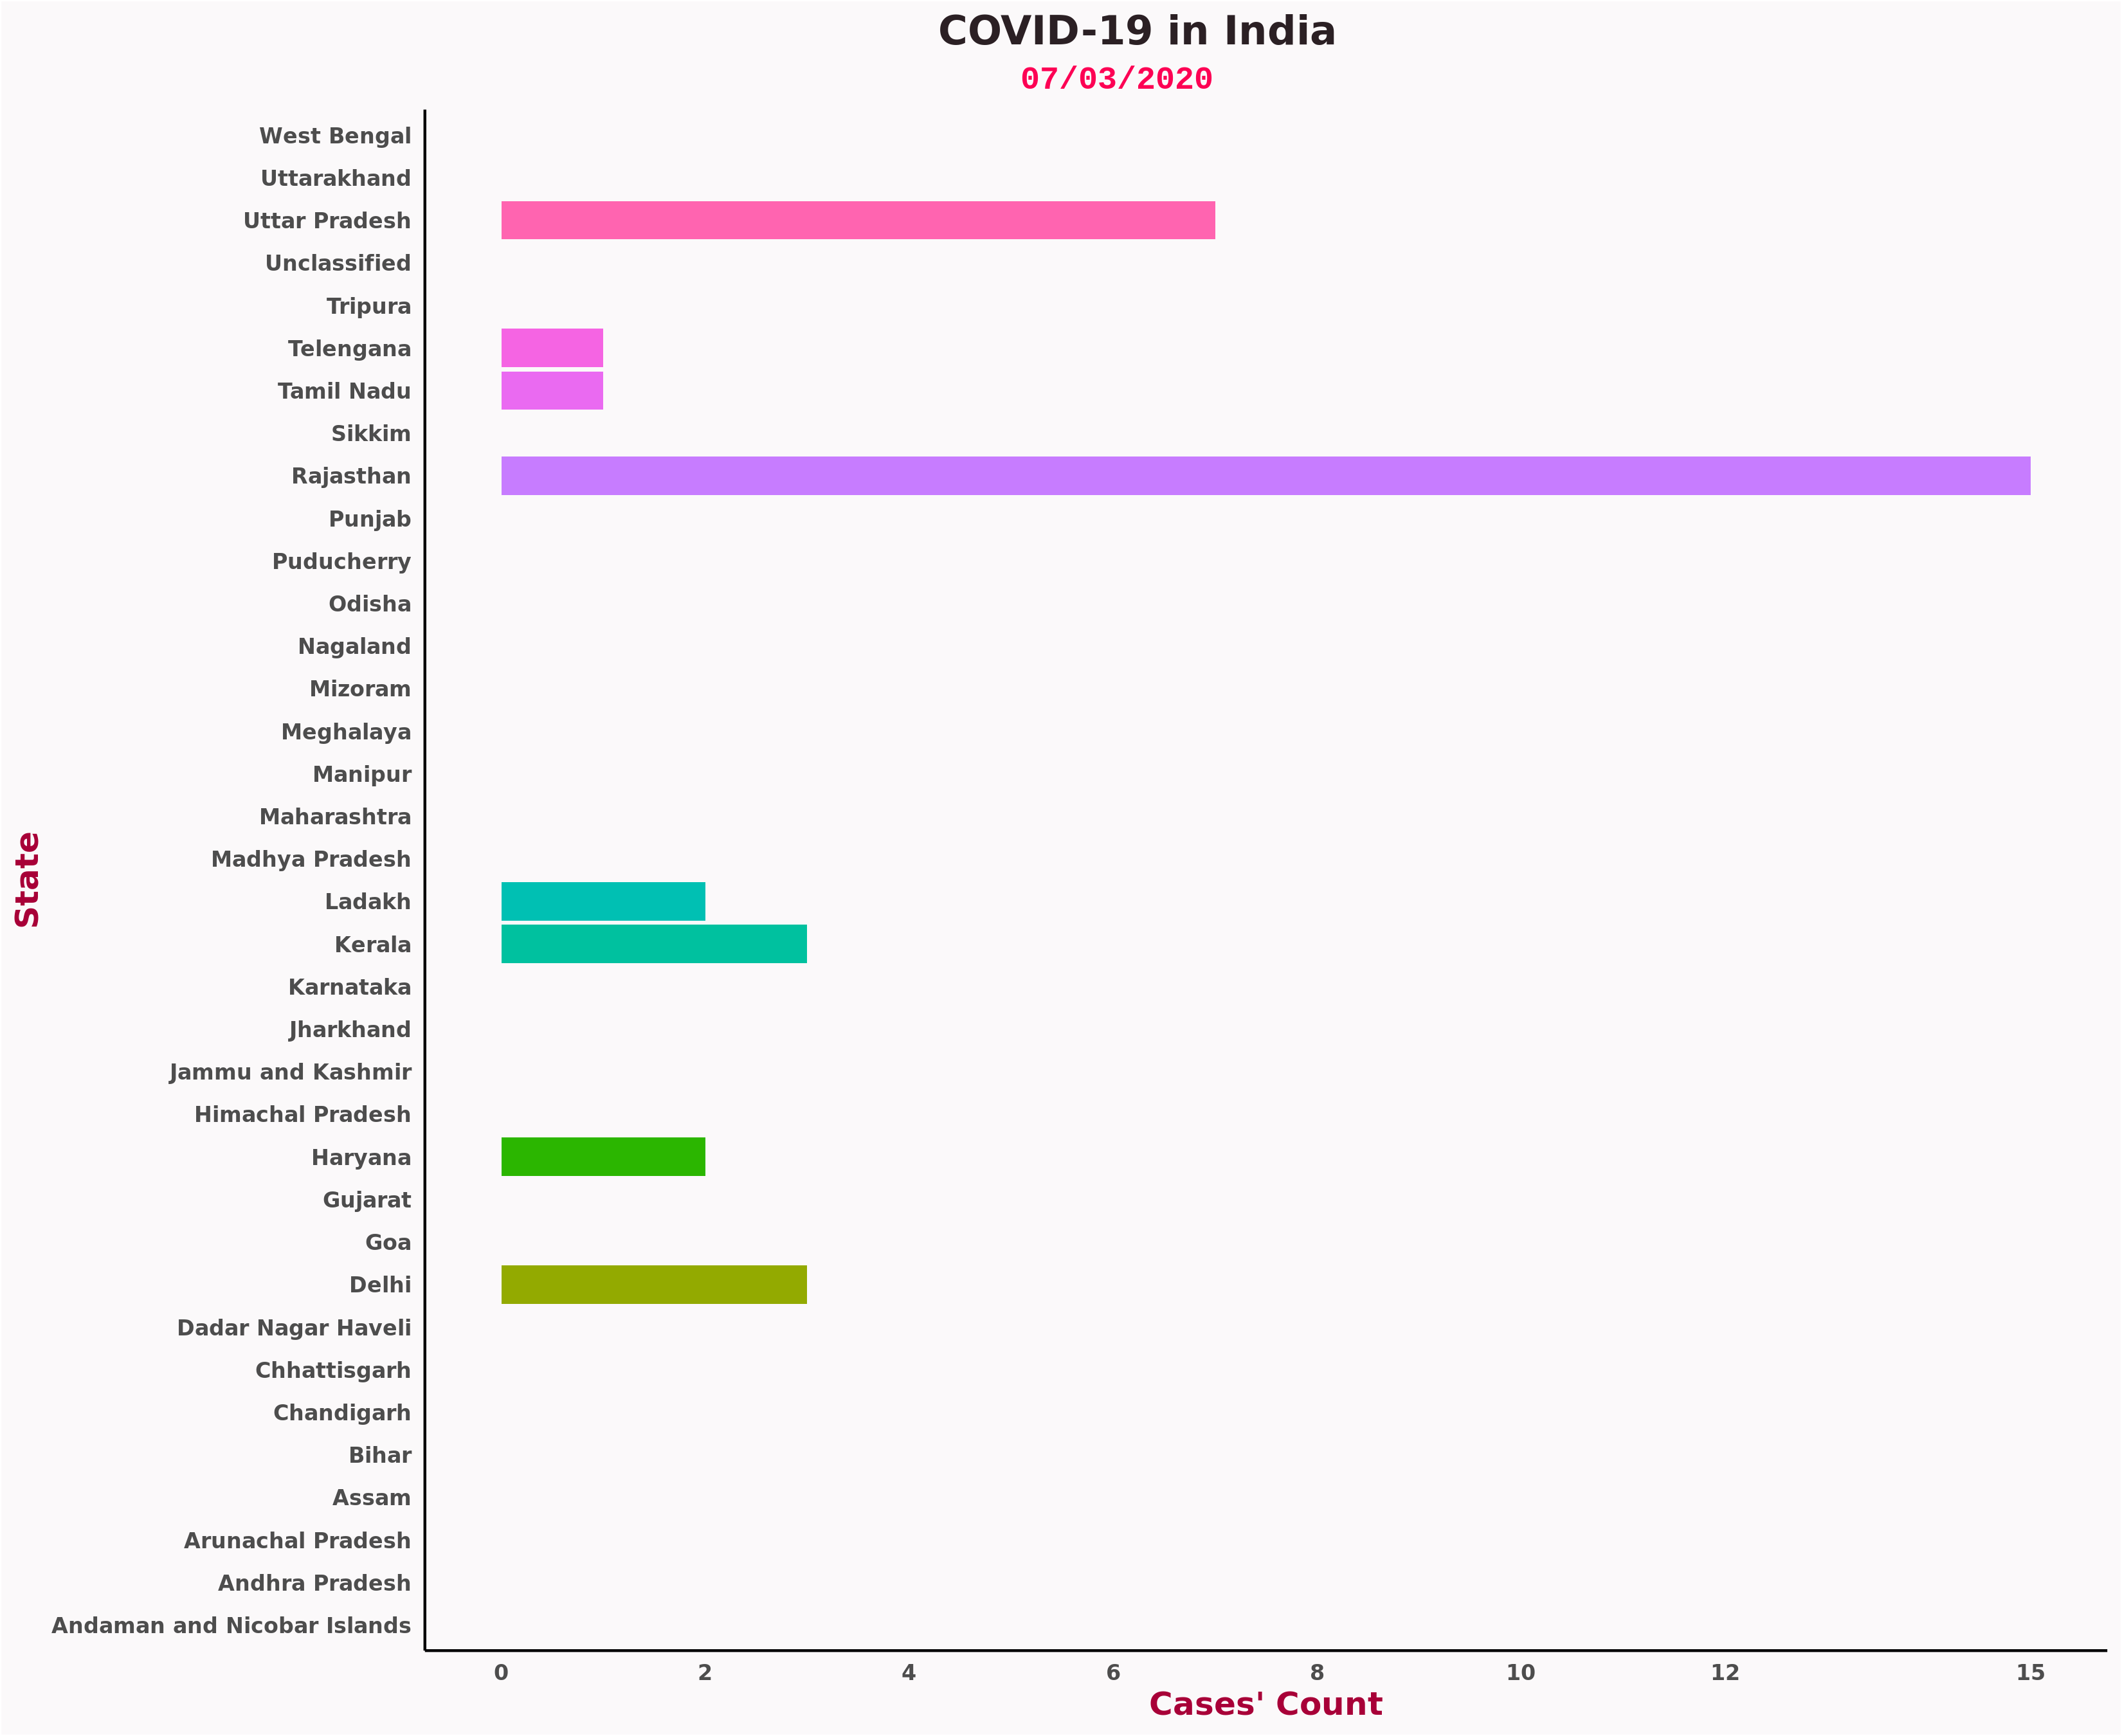 COVID-19 in India
07/03/2020
West Bengal
Uttarakhand
Uttar Pradesh
Unclassified
Tripura
Telengana
Tamil Nadu
Sikkim
Rajasthan
Punjab
Puducherry
Odisha
Nagaland
Mizoram
Meghalaya
Manipur
Maharashtra
Madhya Pradesh
Ladakh
Kerala
Karnataka
Jharkhand
Jammu and Kashmir
Himachal Pradesh
Haryana
Gujarat
Goa
Delhi
Dadar Nagar Haveli
Chhattisgarh
Chandigarh
Bihar
Assam
Arunachal Pradesh
Andhra Pradesh
Andaman and Nicobar Islands
State
0 2 4 6 8 10 12 15
Cases' Count